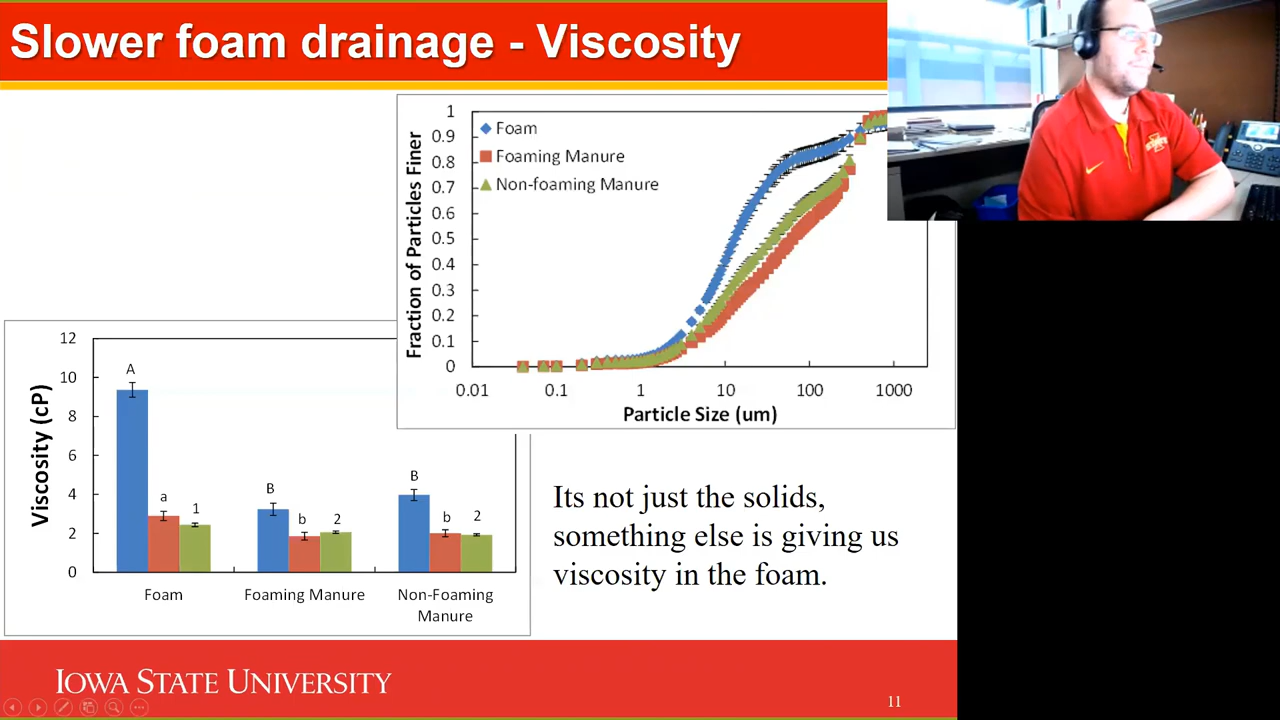 Slower foam drainage - Viscosity
1
0.9
0.8
0.7
0.6
0.5
0.4
0.3
0.2
0.1
0
Fraction of Particles Finer
Foam
Foaming Manure
Non-foaming Manure
0.01 0.1 1 10 100 1000
Particle Size (um)
12
10
8
6
4
2
0
Viscosity (cP)
A
a
1
B
b
2
B
b
2
Foam
Foaming Manure
Non-Foaming
Manure
Its not just the solids,
something else is giving us
viscosity in the foam.
IOWA STATE UNIVERSITY
11